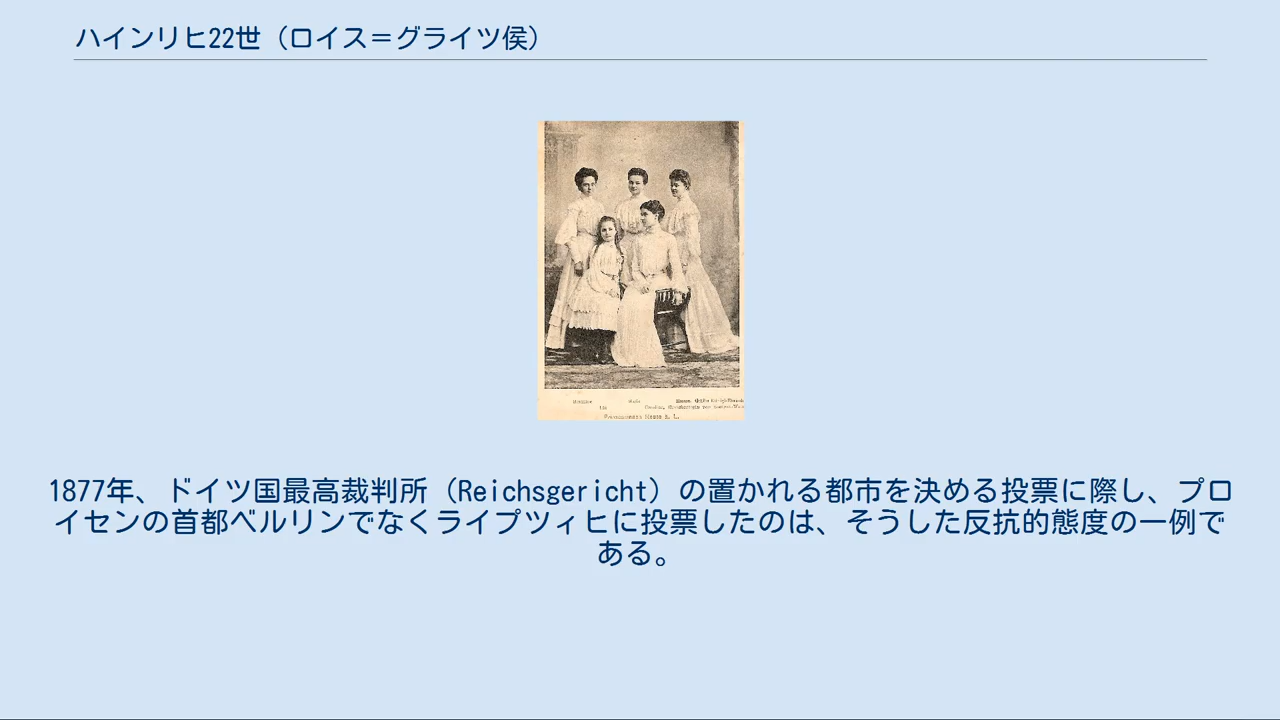 ハインリヒ22世（ロイス＝グライツ侯）
1877年、ドイツ国最高裁判所（Reichsgericht）の置かれる都市を決める投票に際し、プロ
イセンの首都ベルリンでなくライプツィヒに投票したのは、そうした反抗的態度の一例で
ある。